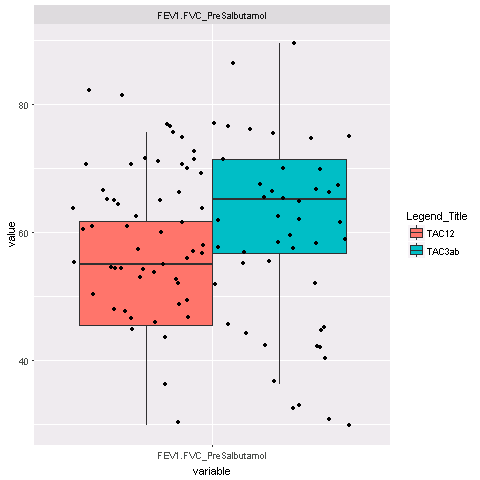 FEV1.FVC_PreSalbutamol
80
60
40
value
FEV1.FVC_PreSalbutamol
variable
Legend_Title
TAC12
TAC3ab